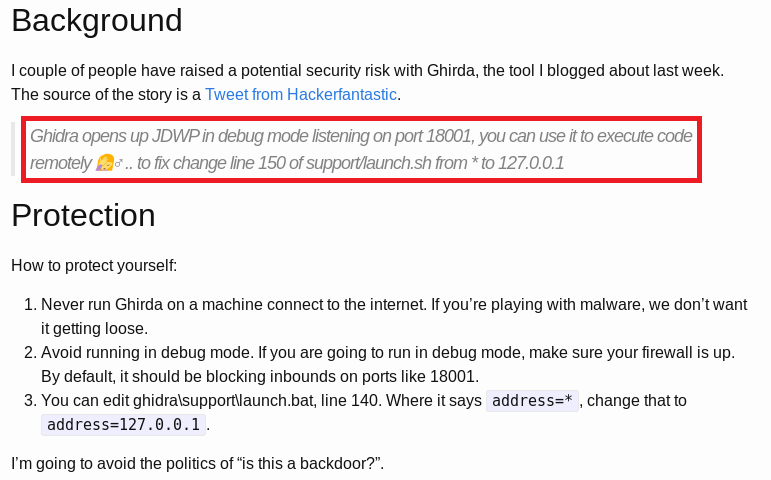 Background
I couple of people have raised a potential security risk with Ghirda, the tool I blogged about last week.
The source of the story is a Tweet from Hackerfantastic.
Ghidra opens up JDWP in debug mode listening on port 18001, you can use it to execute code
remotely 🤦♂ .. to fix change line 150 of support/launch.sh from * to 127.0.0.1
Protection
How to protect yourself:
1. Never run Ghirda on a machine connect to the internet. If you’re playing with malware, we don’t want
it getting loose.
2. Avoid running in debug mode. If you are going to run in debug mode, make sure your firewall is up.
By default, it should be blocking inbounds on ports like 18001.
3. You can edit ghidra\support\launch.bat, line 140. Where it says address=*, change that to
address=127.0.0.1.
I’m going to avoid the politics of “is this a backdoor?”.